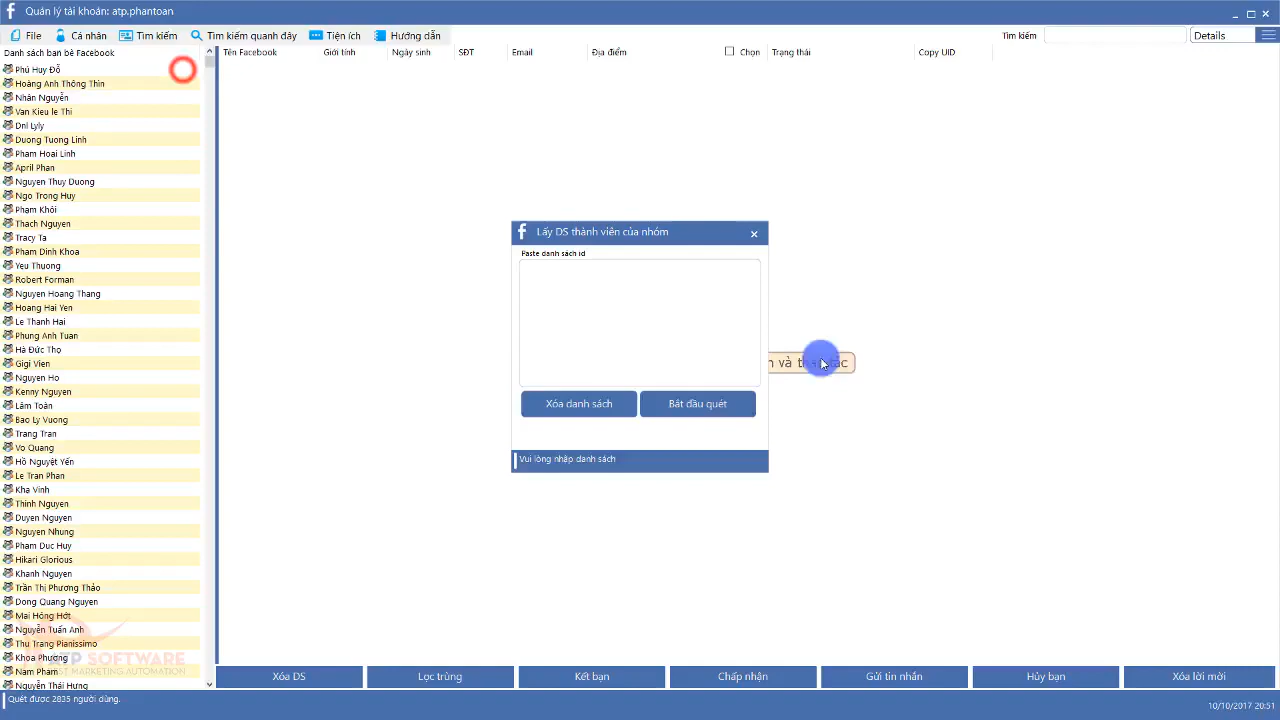 Quản lý tài khoản: atp.phantoan
File Cá nhân Tìm kiếm Tìm kiếm quanh đây Tiện ích Hướng dẫn Tìm kiếm Details
Danh sách bạn bè Facebook Tên Facebook Giới tính Ngày sinh SĐT Email Địa điểm Chọn Trạng thái Copy UID
Phú Huy Đỗ
Hoàng Anh Thông Thìn
Nhân Nguyễn
Van Kieu le Thi
Dnl Lyly
Duong Tuong Linh
Pham Hoai Linh
April Phan
Nguyen Thuy Duong
Ngo Trong Huy
Phạm Khôi
Thach Nguyen
Tracy Ta
Pham Dinh Khoa
Yeu Thuong
Robert Forman
Nguyen Hoang Thang
Hoang Hai Yen
Le Thanh Hai
Phung Anh Tuan
Hà Đức Thọ
Gigi Vien
Nguyen Ho
Kenny Nguyen
Lâm Toàn
Bao Ly Vuong
Trang Tran
Vo Quang
Hồ Nguyệt Yến
Le Tran Phan
Kha Vinh
Thinh Nguyen
Duyen Nguyen
Nguyen Nhung
Pham Duc Huy
Hikari Glorious
Khanh Nguyen
Trần Thị Phương Thảo
Dong Quang Nguyen
Mai Hóng Hớt
Nguyễn Tuấn Anh
Thu Trang Pianissimo
Khoa Phương
Nam Pham
Nguyễn Thái Hưng
ATP SOFTWARE
ST MARKETING AUTOMATION
Lấy DS thành viên của nhóm
Paste danh sách id
Xóa danh sách Bắt đầu quét
Vui lòng nhập danh sách
và
Xóa DS Lọc trùng Kết bạn Chấp nhận Gửi tin nhắn Hủy bạn Xóa lời mời
Quét được 2835 người dùng.
10/10/2017 20:51